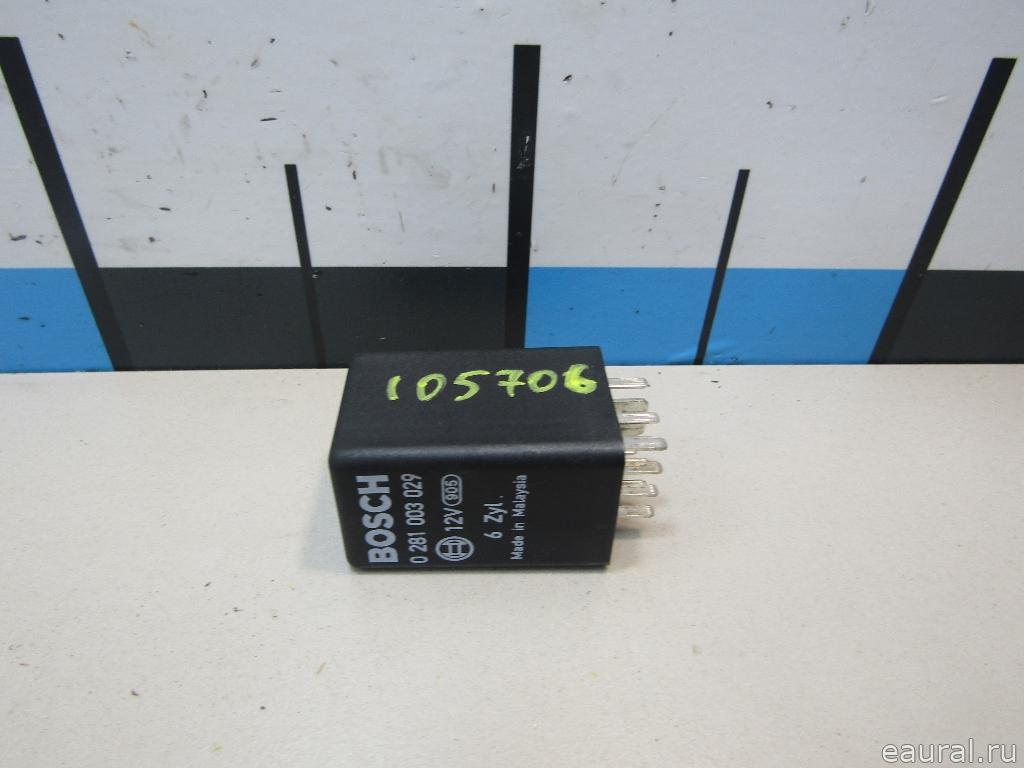 105706
BOSCH
0 281 003 029
12V 905
6 Zyl.
Made in Malaysia
eaural.ru